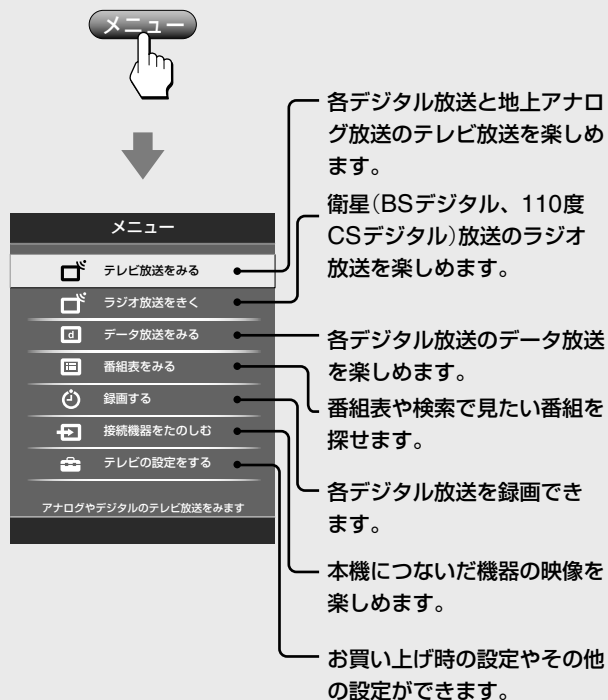 メニュー
メニュー
テレビ放送をみる
ラジオ放送をきく
データ放送をみる
番組表をみる
録画する
接続機器をたのしむ
テレビの設定をする
アナログやデジタルのテレビ放送をみます
各デジタル放送と地上アナロ
グ放送のテレビ放送を楽しめ
ます。
衛星（BSデジタル、110度
CSデジタル）放送のラジオ
放送を楽しめます。
各デジタル放送のデータ放送
を楽しめます。
番組表や検索で見たい番組を
探せます。
各デジタル放送を録画でき
ます。
本機につないだ機器の映像を
楽しめます。
お買い上げ時の設定やその他
の設定ができます。